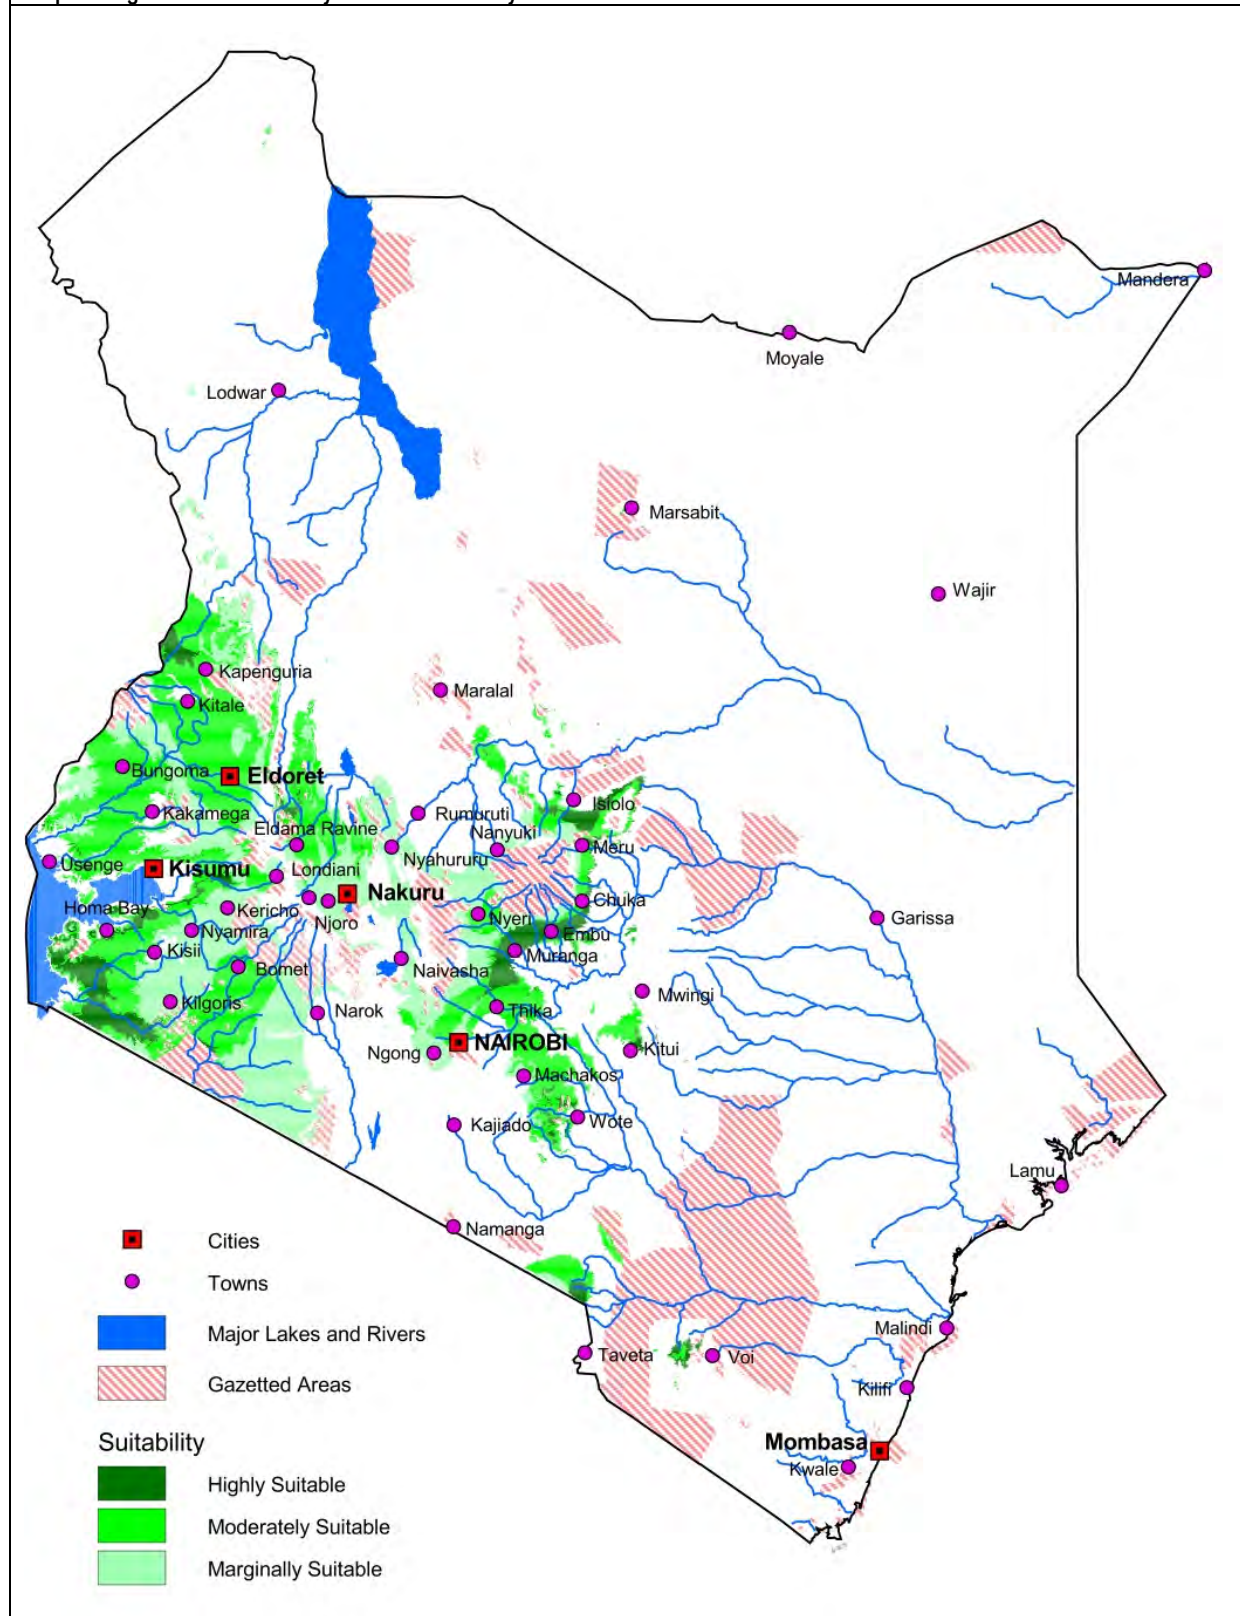 Mandera
Moyale
Lodwar
Marsabit
Wajir
Kapenguria
Maralal
Kitale
Bungoma
Eldoret
Isiolo
Kakamega
Rumuruti
Eldama Ravine
Nanyuki
Meru
Nyahururu
Usenge
Kisumu
Londiani
Nakuru
Chuka
Homa Bay
Kericho
Njoro
Nyeri
Garissa
Nyamira
Embu
Kisii
Muranga
Bomet
Naivasha
Mwingi
Kilgoris
Narok
Thika
NAIROBI
Ngong
Kitui
Machakos
Kajiado
Wote
Lamu
Namanga
Malindi
Taveta
Voi
Kilifi
Mombasa
Kwale
Cities
Towns
Major Lakes and Rivers
Gazetted Areas
Suitability
Highly Suitable
Moderately Suitable
Marginally Suitable